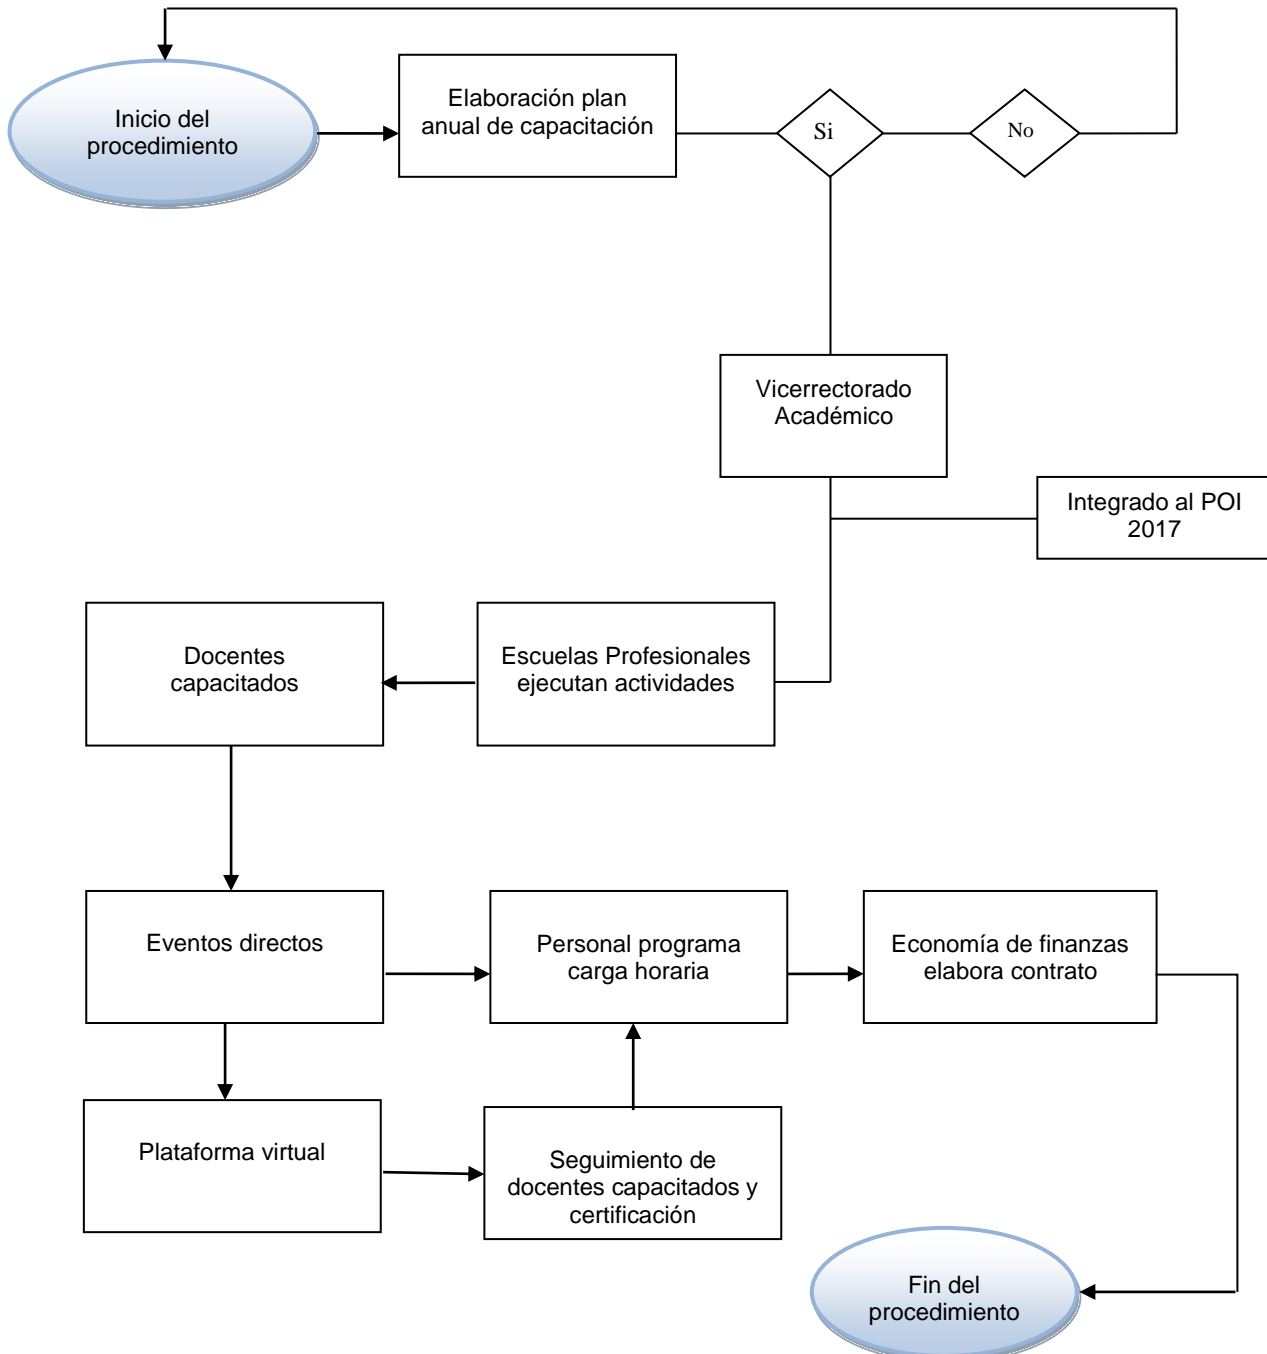 Inicio del
procedimiento
Elaboración plan
anual de capacitación
Si
No
Vicerrectorado
Académico
Integrado al POI
2017
Docentes
capacitados
Escuelas Profesionales
ejecutan actividades
Eventos directos
Personal programa
carga horaria
Economía de finanzas
elabora contrato
Plataforma virtual
Seguimiento de
docentes capacitados y
certificación
Fin del
procedimiento